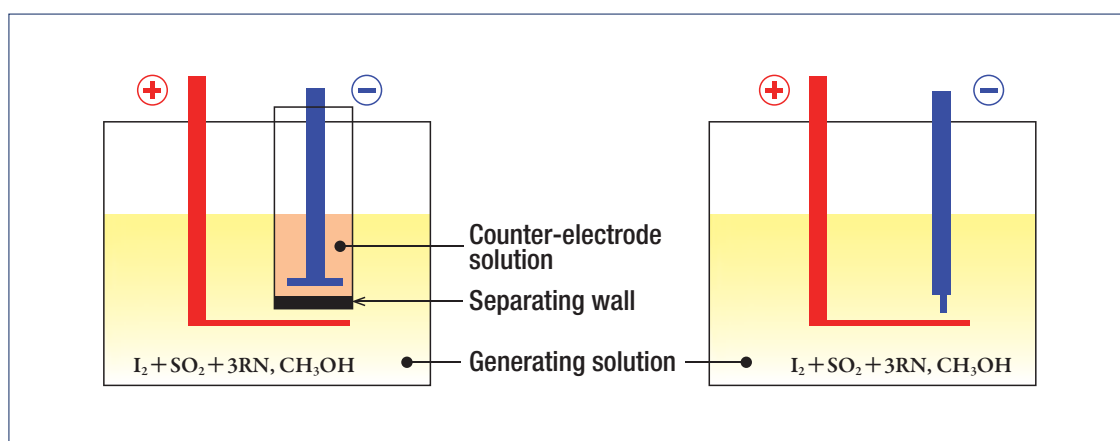 +
−
+
−
Counter-electrode
solution
Separating wall
Generating solution
I₂+SO₂+3RN, CH₃OH
I₂+SO₂+3RN, CH₃OH